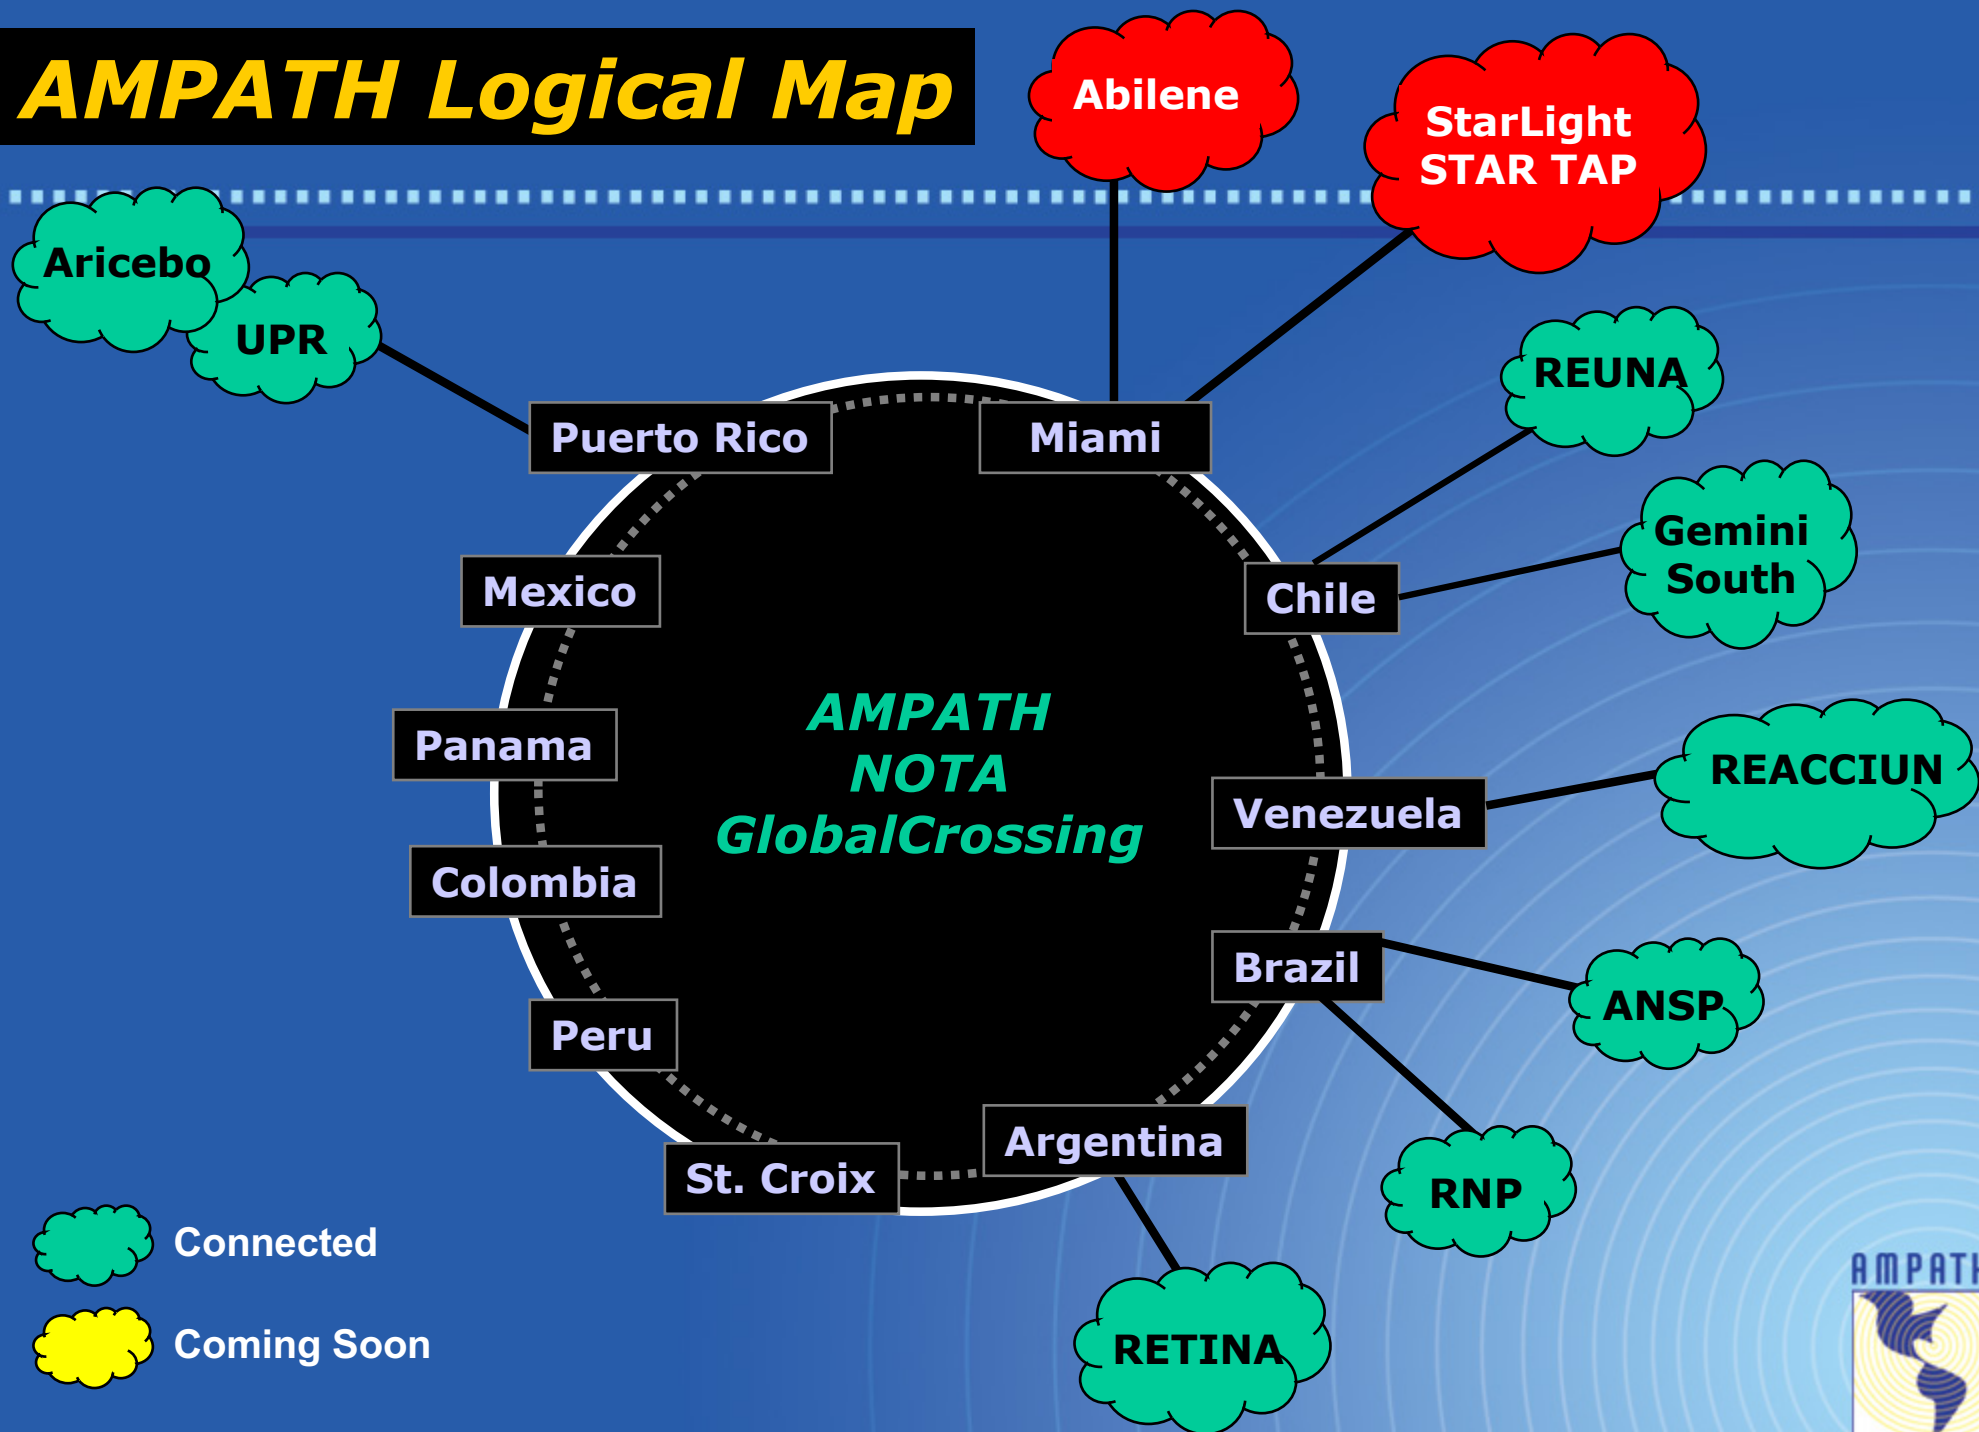 AMPATH Logical Map
Abilene
StarLight
STAR TAP
Aricebo
UPR
REUNA
Puerto Rico
Miami
Gemini
South
Mexico
Chile
AMPATH
NOTA
GlobalCrossing
Panama
REACCIUN
Venezuela
Colombia
Brazil
ANSP
Peru
Argentina
St. Croix
RNP
Connected
RETINA
Coming Soon
AMPATH